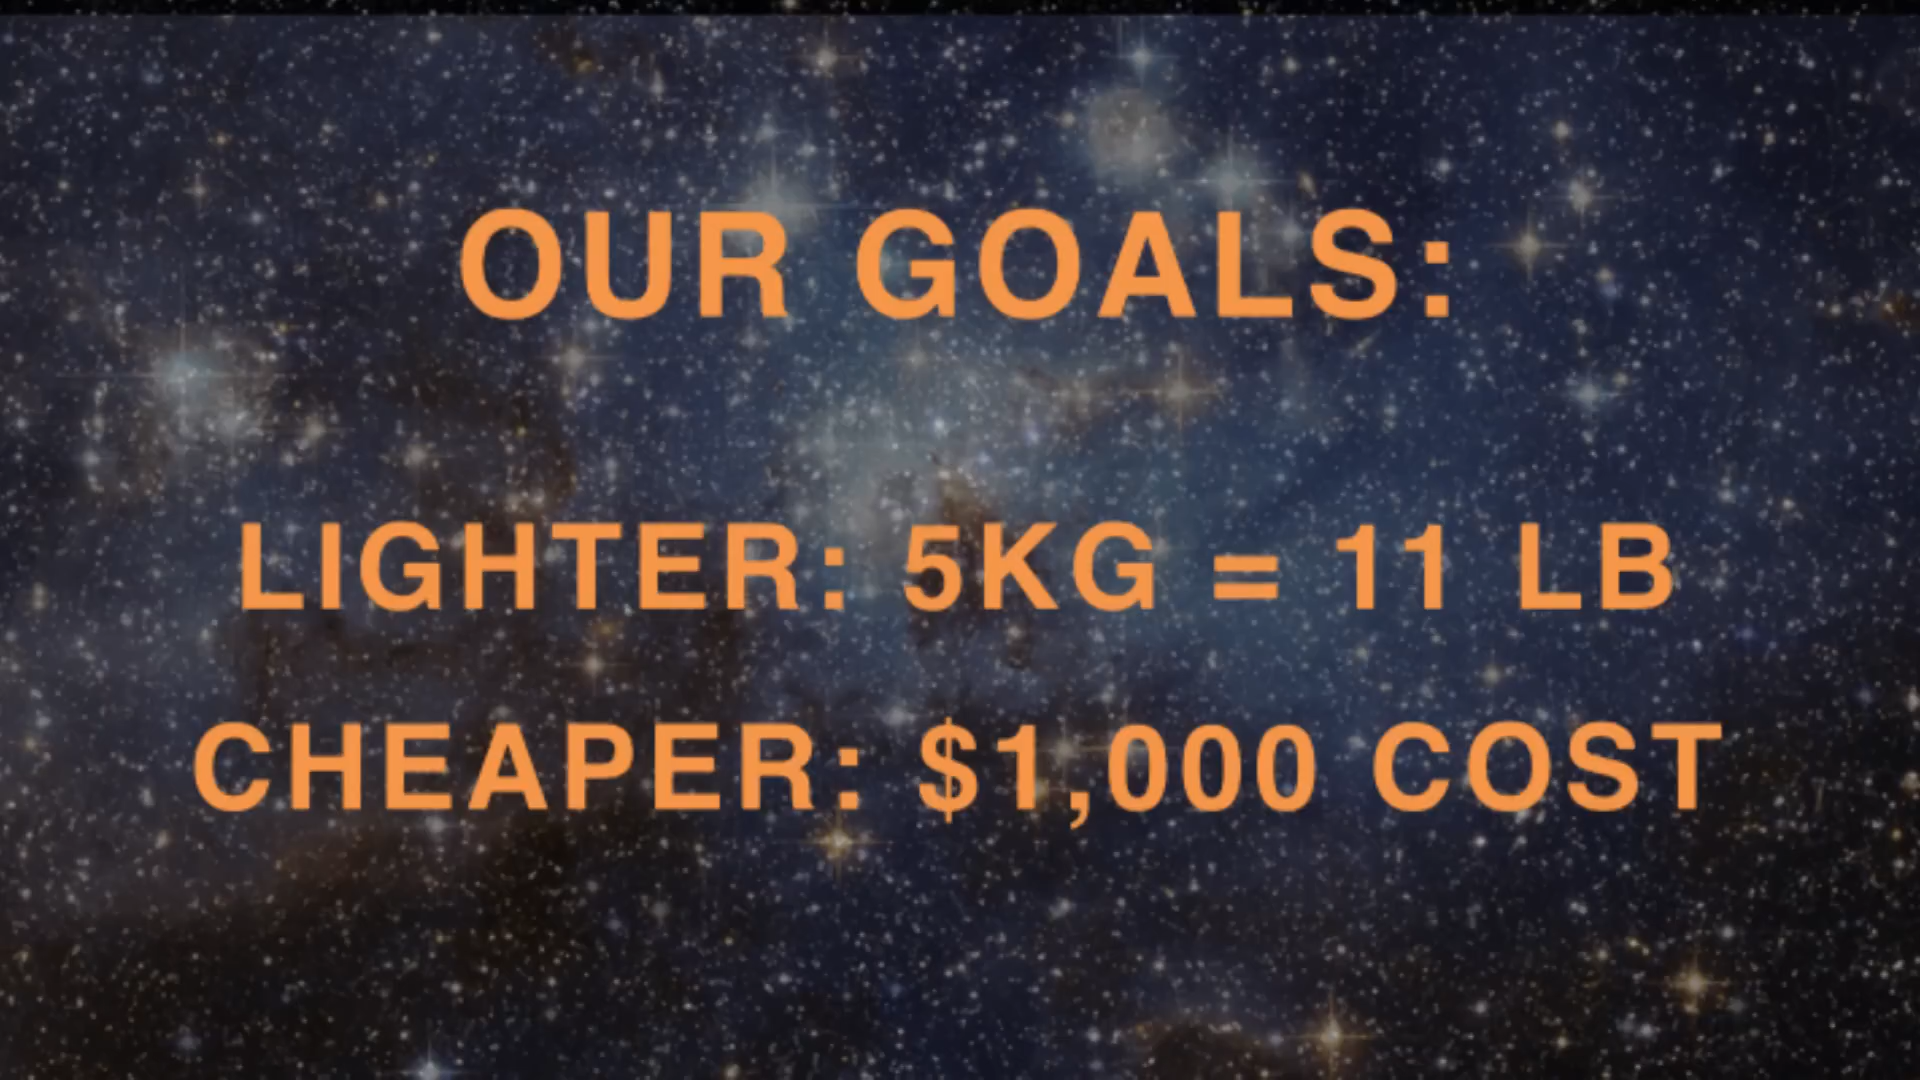 OUR GOALS:
LIGHTER: 5KG = 11 LB
CHEAPER: $1,000 COST